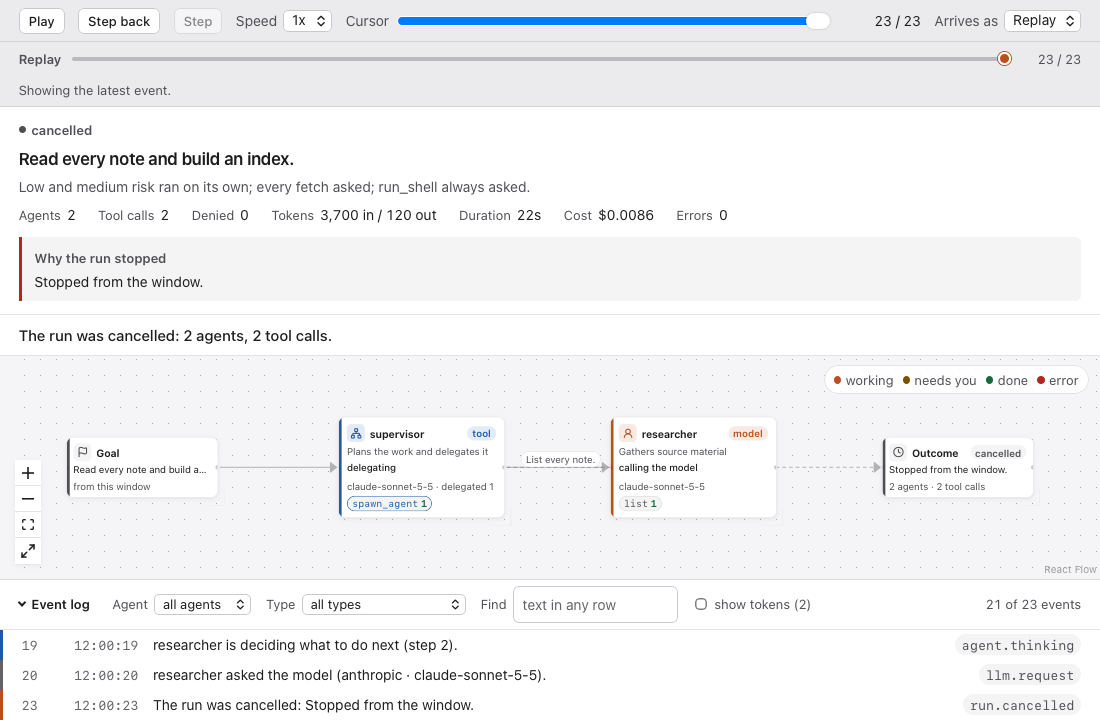 Play Step back Step Speed 1x Cursor 23 / 23 Arrives as Replay
Replay 23 / 23
Showing the latest event.
cancelled
Read every note and build an index.
Low and medium risk ran on its own; every fetch asked; run_shell always asked.
Agents 2 Tool calls 2 Denied 0 Tokens 3,700 in / 120 out Duration 22s Cost $0.0086 Errors 0
Why the run stopped
Stopped from the window.
The run was cancelled: 2 agents, 2 tool calls.
working needs you done error
Goal
Read every note and build a...
from this window
supervisor tool
Plans the work and delegates it
delegating
claude-sonnet-5-5 · delegated 1
spawn_agent 1
List every note.
researcher model
Gathers source material
calling the model
claude-sonnet-5-5
list 1
Outcome cancelled
Stopped from the window.
2 agents · 2 tool calls
React Flow
Event log Agent all agents Type all types Find text in any row show tokens (2) 21 of 23 events
19 12:00:19 researcher is deciding what to do next (step 2). agent.thinking
20 12:00:20 researcher asked the model (anthropic · claude-sonnet-5-5). llm.request
23 12:00:23 The run was cancelled: Stopped from the window. run.cancelled